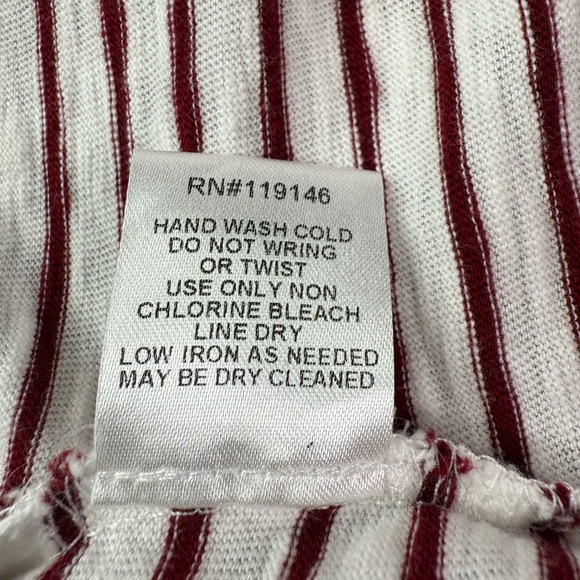 RN#119146
HAND WASH COLD
DO NOT WRING
OR TWIST
USE ONLY NON
CHLORINE BLEACH
LINE DRY
LOW IRON AS NEEDED
MAY BE DRY CLEANED